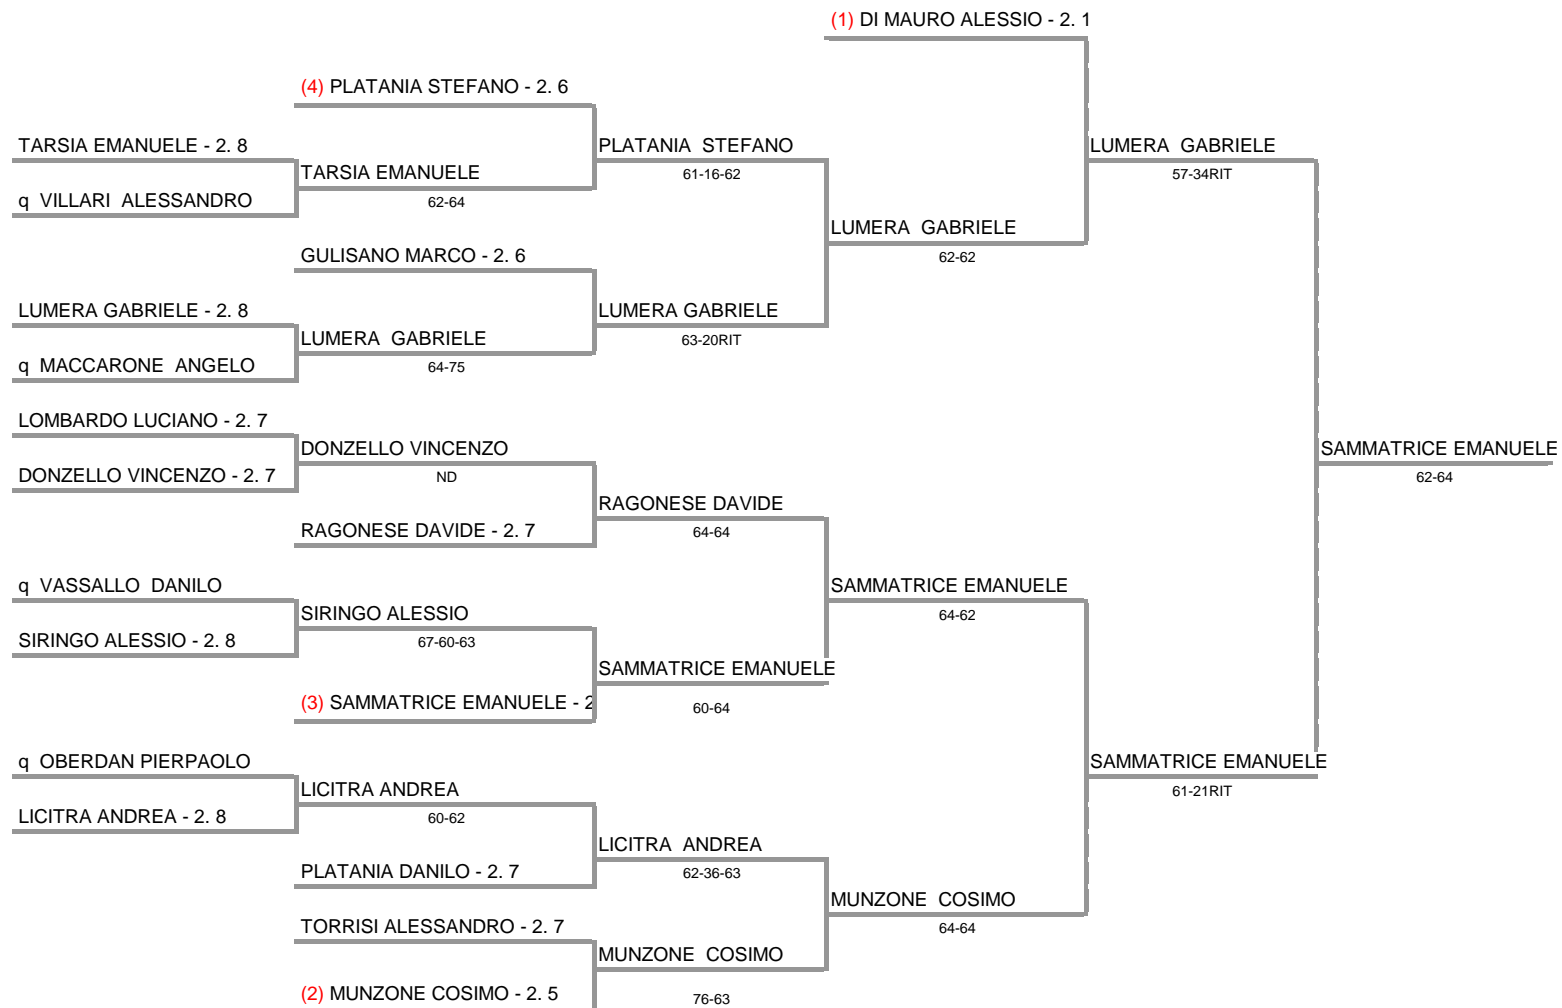 (1) DI MAURO ALESSIO - 2. 1
(4) PLATANIA STEFANO - 2. 6
TARSIA EMANUELE - 2. 8
PLATANIA STEFANO
LUMERA GABRIELE
TARSIA EMANUELE
61-16-62
57-34RIT
q VILLARI ALESSANDRO
62-64
LUMERA GABRIELE
GULISANO MARCO - 2. 6
62-62
LUMERA GABRIELE - 2. 8
LUMERA GABRIELE
LUMERA GABRIELE
63-20RIT
q MACCARONE ANGELO
64-75
LOMBARDO LUCIANO - 2. 7
DONZELLO VINCENZO
SAMMATRICE EMANUELE
DONZELLO VINCENZO - 2. 7
ND
62-64
RAGONESE DAVIDE
RAGONESE DAVIDE - 2. 7
64-64
q VASSALLO DANILO
SAMMATRICE EMANUELE
SIRINGO ALESSIO
64-62
SIRINGO ALESSIO - 2. 8
67-60-63
SAMMATRICE EMANUELE
(3) SAMMATRICE EMANUELE - 2
60-64
q OBERDAN PIERPAOLO
SAMMATRICE EMANUELE
LICITRA ANDREA
61-21RIT
LICITRA ANDREA - 2. 8
60-62
LICITRA ANDREA
PLATANIA DANILO - 2. 7
62-36-63
MUNZONE COSIMO
TORRISI ALESSANDRO - 2. 7
64-64
MUNZONE COSIMO
(2) MUNZONE COSIMO - 2. 5
76-63